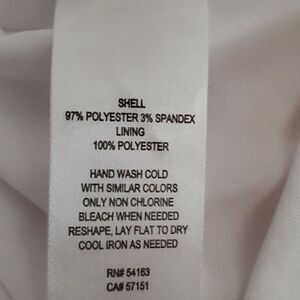 SHELL
97% POLYESTER 3% SPANDEX
LINING
100% POLYESTER
HAND WASH COLD
WITH SIMILAR COLORS
ONLY NON CHLORINE
BLEACH WHEN NEEDED
RESHAPE, LAY FLAT TO DRY
COOL IRON AS NEEDED
RN# 54163
CA# 57151